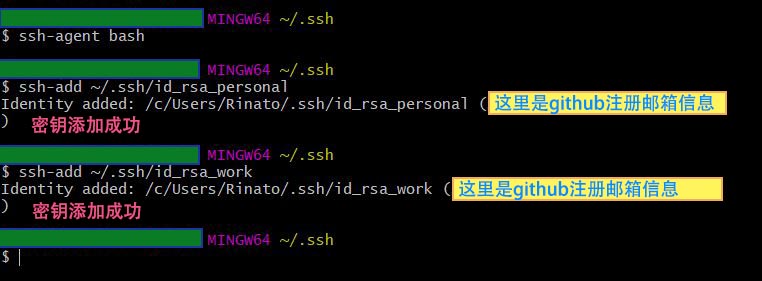 MINGW64 ~/.ssh
$ ssh-agent bash
MINGW64 ~/.ssh
$ ssh-add ~/.ssh/id_rsa_personal
Identity added: /c/Users/Rinato/.ssh/id_rsa_personal ( 这里是github注册邮箱信息
) 密钥添加成功
MINGW64 ~/.ssh
$ ssh-add ~/.ssh/id_rsa_work
Identity added: /c/Users/Rinato/.ssh/id_rsa_work ( 这里是github注册邮箱信息
) 密钥添加成功
MINGW64 ~/.ssh
$